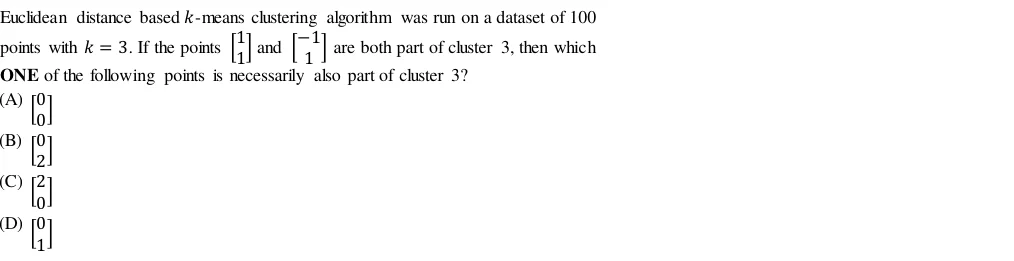 Euclidean distance based k-means clustering algorithm was run on a dataset of 100
points with k = 3. If the points [1 1] and [−1 1] are both part of cluster 3, then which
ONE of the following points is necessarily also part of cluster 3?
(A) [0 0]
(B) [0 2]
(C) [2 0]
(D) [0 1]